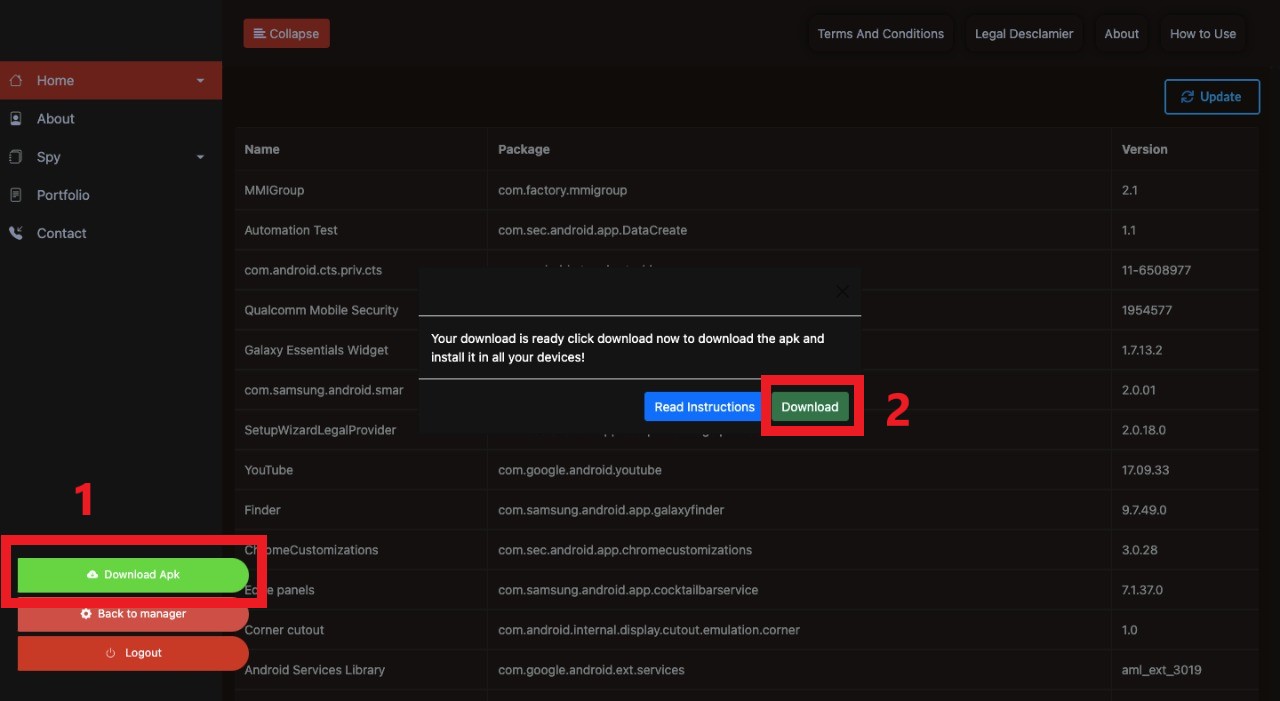 Collapse
Terms And Conditions
Legal Desclamier
About
How to Use
Home
About
Spy
Portfolio
Contact
Update
Name Package Version
MMIGroup com.factory.mmigroup 2.1
Automation Test com.sec.android.app.DataCreate 1.1
com.android.cts.priv.cts 11-6508977
Qualcomm Mobile Security 1954577
Galaxy Essentials Widget 1.7.13.2
com.samsung.android.smar 2.0.01
SetupWizardLegalProvider 2.0.18.0
YouTube com.google.android.youtube 17.09.33
Finder com.samsung.android.app.galaxyfinder 9.7.49.0
ChromeCustomizations com.sec.android.app.chromecustomizations 3.0.28
Edge panels com.samsung.android.app.cocktailbarservice 7.1.37.0
Corner cutout com.android.internal.display.cutout.emulation.corner 1.0
Android Services Library com.google.android.ext.services aml_ext_3019
Your download is ready click download now to download the apk and
install it in all your devices!
Read Instructions
Download
2
1
Download Apk
Back to manager
Logout